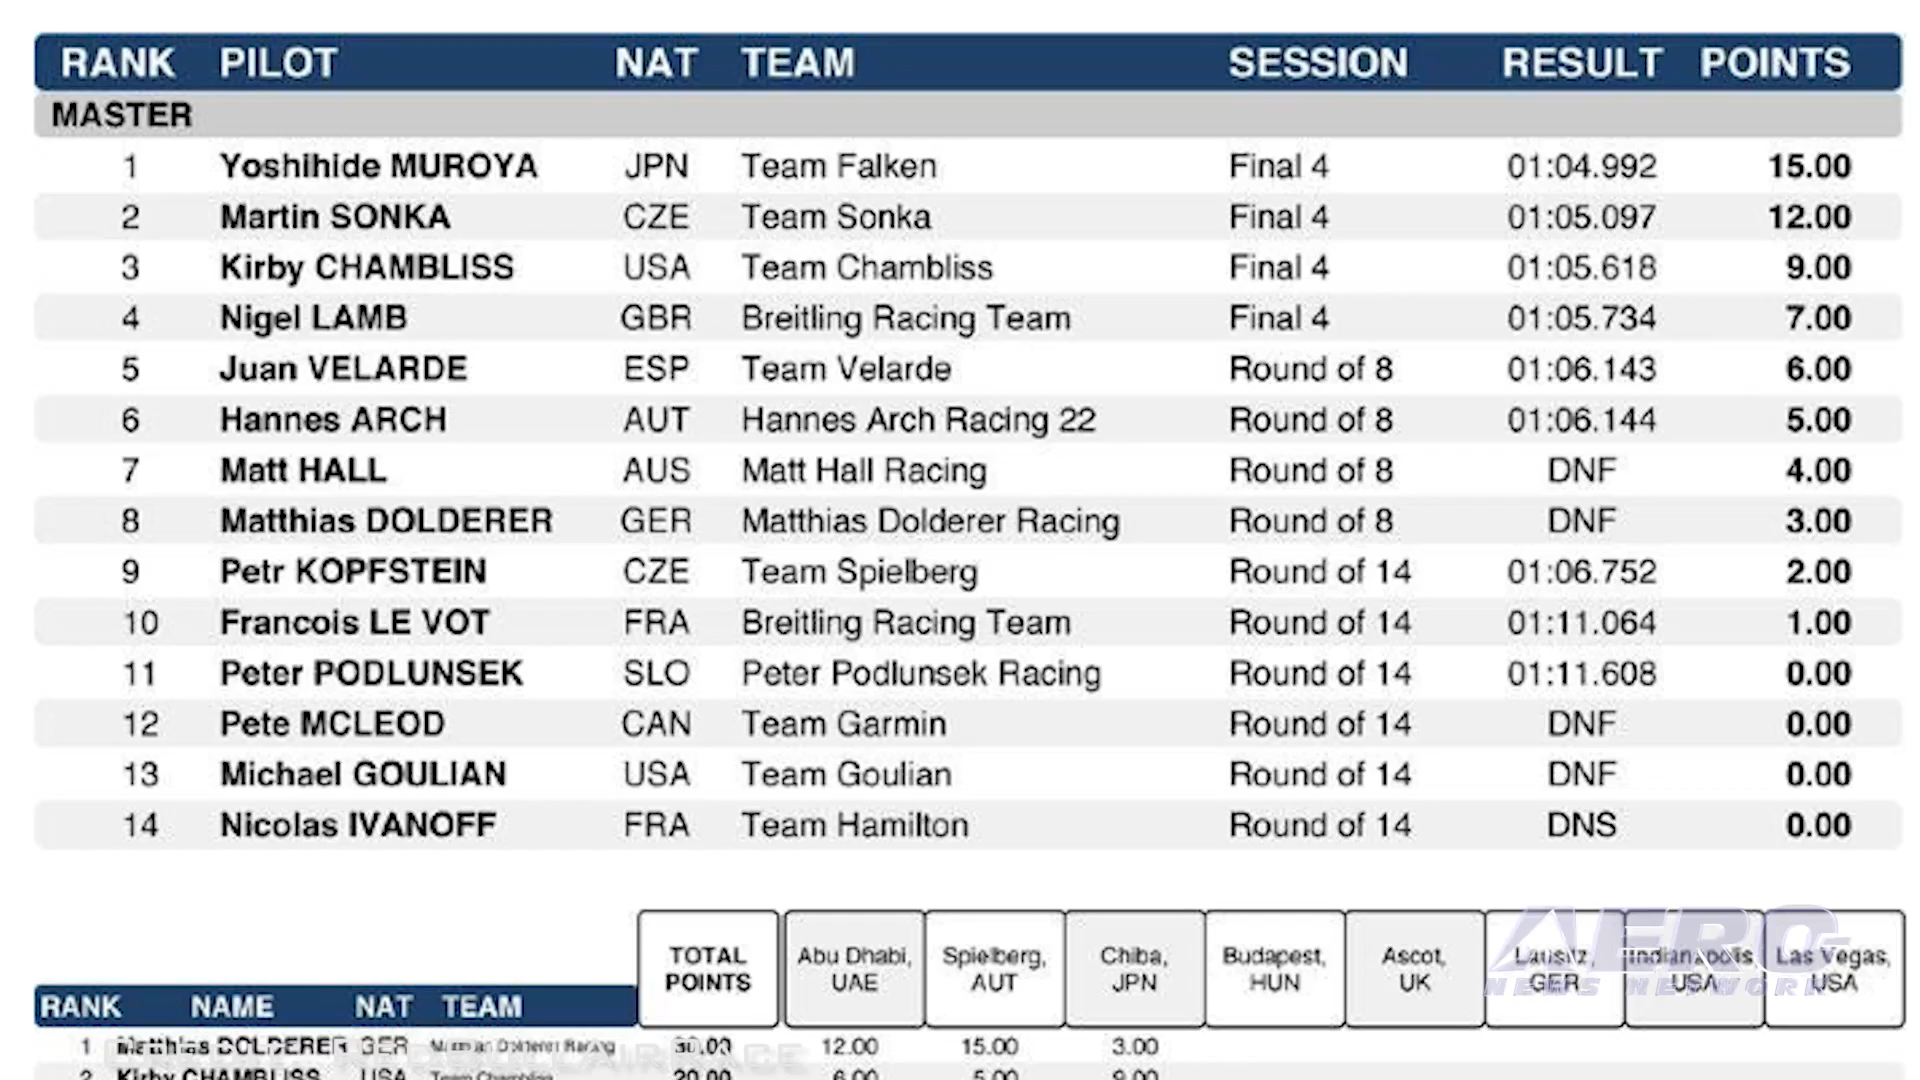 RANK PILOT NAT TEAM SESSION RESULT POINTS
MASTER
1 Yoshihide MUROYA JPN Team Falken Final 4 01:04.992 15.00
2 Martin SONKA CZE Team Sonka Final 4 01:05.097 12.00
3 Kirby CHAMBLISS USA Team Chambliss Final 4 01:05.618 9.00
4 Nigel LAMB GBR Breitling Racing Team Final 4 01:05.734 7.00
5 Juan VELARDE ESP Team Velarde Round of 8 01:06.143 6.00
6 Hannes ARCH AUT Hannes Arch Racing 22 Round of 8 01:06.144 5.00
7 Matt HALL AUS Matt Hall Racing Round of 8 DNF 4.00
8 Matthias DOLDERER GER Matthias Dolderer Racing Round of 8 DNF 3.00
9 Petr KOPFSTEIN CZE Team Spielberg Round of 14 01:06.752 2.00
10 Francois LE VOT FRA Breitling Racing Team Round of 14 01:11.064 1.00
11 Peter PODLUNSEK SLO Peter Podlunsek Racing Round of 14 01:11.608 0.00
12 Pete MCLEOD CAN Team Garmin Round of 14 DNF 0.00
13 Michael GOULIAN USA Team Goulian Round of 14 DNF 0.00
14 Nicolas IVANOFF FRA Team Hamilton Round of 14 DNS 0.00
TOTAL POINTS Abu Dhabi, UAE Spielberg, AUT Chiba, JPN Budapest, HUN Ascot, UK Lausitz, GER Indianapolis USA Las Vegas, USA
AERO
NEWS NETWORK
RANK NAME NAT TEAM
1 Matthias DOLDERER GER Matthias Dolderer Racing 30.00 12.00 15.00 3.00
2 Kirby CHAMBLISS USA Team Chambliss 20.00 6.00 5.00 9.00